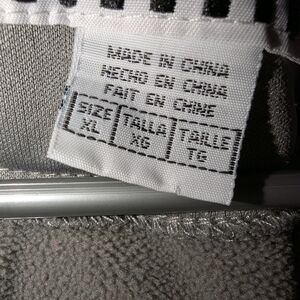 MADE IN CHINA
HECHO EN CHINA
FAIT EN CHINE
SIZE TALLA TAILLE
XL XG TG